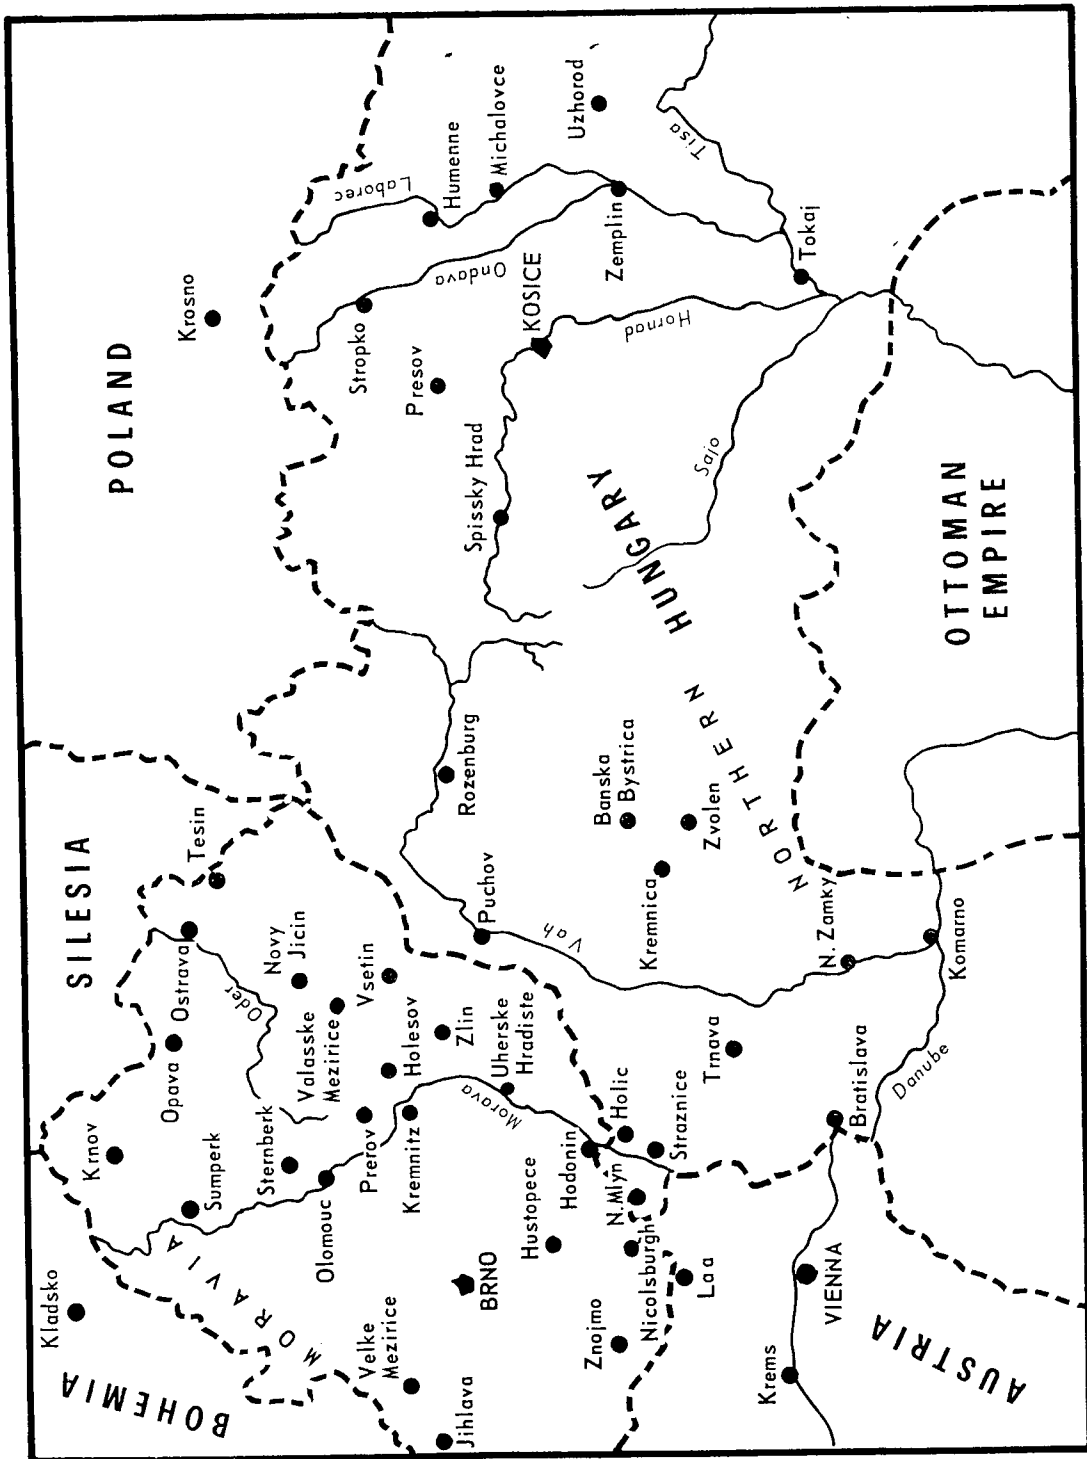 POLAND
SILESIA
BOHEMIA
MORAVIA
NORTHERN HUNGARY
OTTOMAN
EMPIRE
AUSTRIA
Kladsko
Krnov
Sumperk
Opava
Ostrava
Tesin
Oder
Novy
Jicin
Valasske
Mezirice
Vsetin
Sternberk
Olomouc
Prerov
Kremnitz
Holesov
Zlin
Uherske
Hradiste
Morava
Velke
Mezirice
Jihlava
BRNO
Hustopece
Hodonin
Holic
Straznice
N. Mlyn
Nicolsburgh
Znojmo
Laa
Krems
VIENNA
Bratislava
Danube
Trnava
Puchov
Vah
Rozenburg
Banska
Bystrica
Zvolen
Kremnica
N. Zamky
Komarno
Krosno
Stropko
Presov
Spissky Hrad
KOSICE
Hornad
Sajo
Ondava
Laborec
Humenne
Michalovce
Uzhorod
Zemplin
Tisa
Tokaj